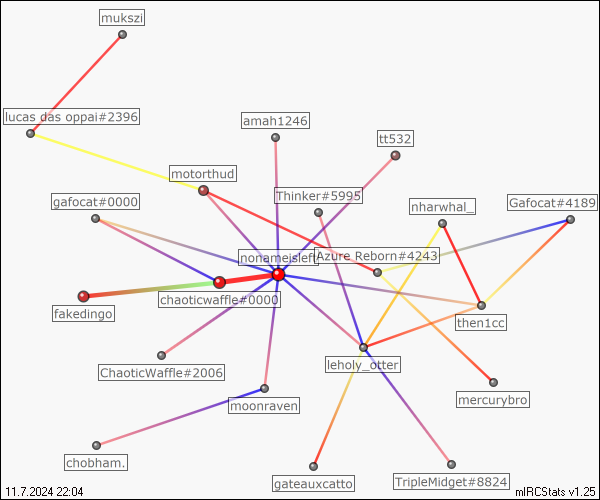 mukszi
lucas das oppai#2396
amah1246
tt532
motorthud
Thinker#5995
gafocat#0000
nharwhal_
Gafocat#4189
Azure Reborn#4243
chaoticwaffle#0000
fakedingo
then1cc
leholy_otter
ChaoticWaffle#2006
moonraven
mercurybro
chobham.
gateauxcatto
TripleMidget#8824
11.7.2024 22:04
mIRCStats v1.25